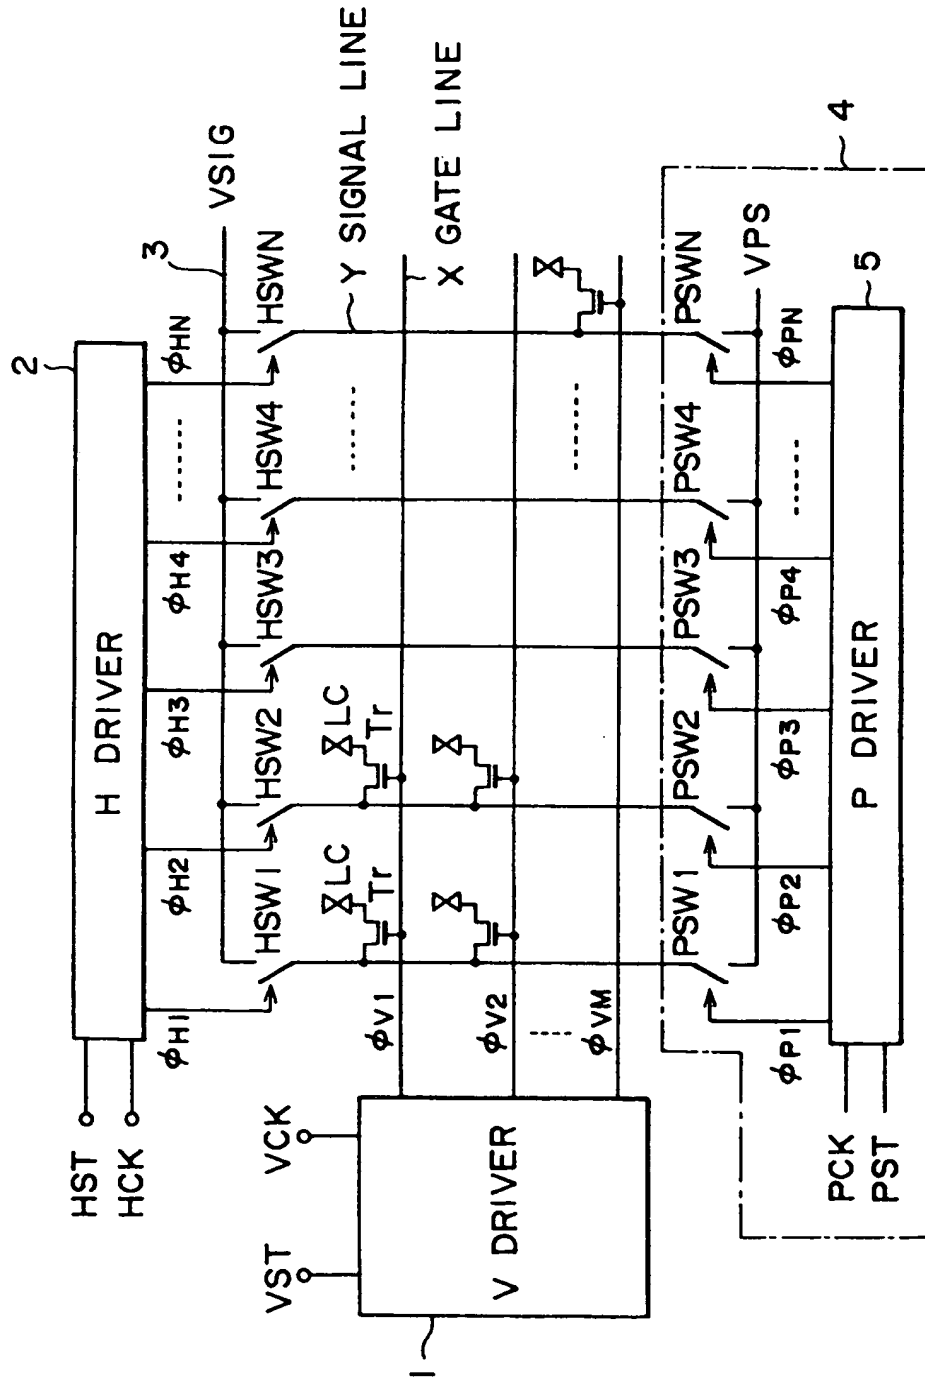 HST
HCK
2
H DRIVER
ΦH1
ΦH2
ΦH3
ΦH4
ΦHN
3
VSIG
HSW1
HSW2
HSW3
HSW4
HSWN
VST
VCK
1
V DRIVER
LC
Tr
LC
Tr
Y SIGNAL LINE
X GATE LINE
ΦV1
ΦV2
ΦVM
4
PSW1
PSW2
PSW3
PSW4
PSWN
VPS
ΦP1
ΦP2
ΦP3
ΦP4
ΦPN
5
PCK
PST
P DRIVER